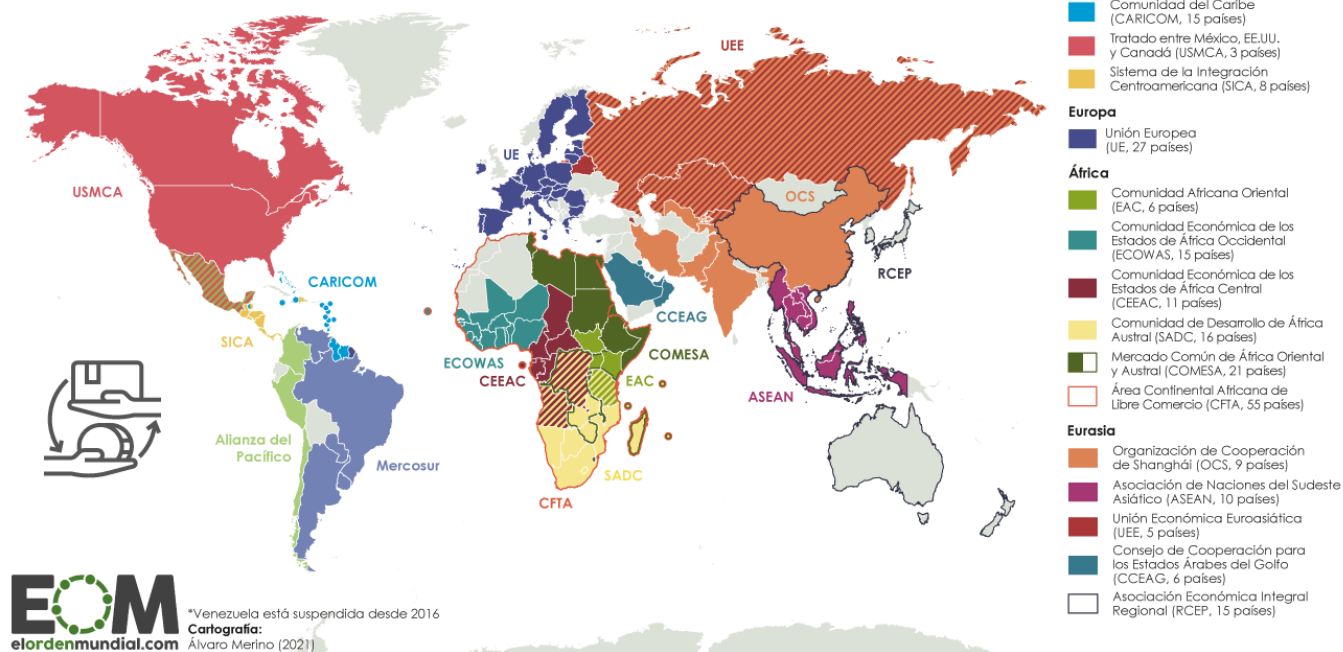 Comunidad del Caribe
(CARICOM, 15 países)
Tratado entre México, EE.UU.
y Canadá (USMCA, 3 países)
Sistema de la Integración
Centroamericana (SICA, 8 países)
Europa
Unión Europea
(UE, 27 países)
África
Comunidad Africana Oriental
(EAC, 6 países)
Comunidad Económica de los
Estados de África Occidental
(ECOWAS, 15 países)
Comunidad Económica de los
Estados de África Central
(CEEAC, 11 países)
Comunidad de Desarrollo de África
Austral (SADC, 16 países)
Mercado Común de África Oriental
y Austral (COMESA, 21 países)
Área Continental Africana de
Libre Comercio (CFTA, 55 países)
Eurasia
Organización de Cooperación
de Shanghái (OCS, 9 países)
Asociación de Naciones del Sudeste
Asiático (ASEAN, 10 países)
Unión Económica Euroasiática
(UEE, 5 países)
Consejo de Cooperación para
los Estados Árabes del Golfo
(CCEAG, 6 países)
Asociación Económica Integral
Regional (RCEP, 15 países)
UEE
UE
USMCA
OCS
RCEP
CARICOM
CCEAG
SICA
ECOWAS
COMESA
CEEAC
EAC
ASEAN
Alianza del
Pacífico
Mercosur
SADC
CFTA
EOM
elordenmundial.com
*Venezuela está suspendida desde 2016
Cartografía:
Álvaro Merino (2021)